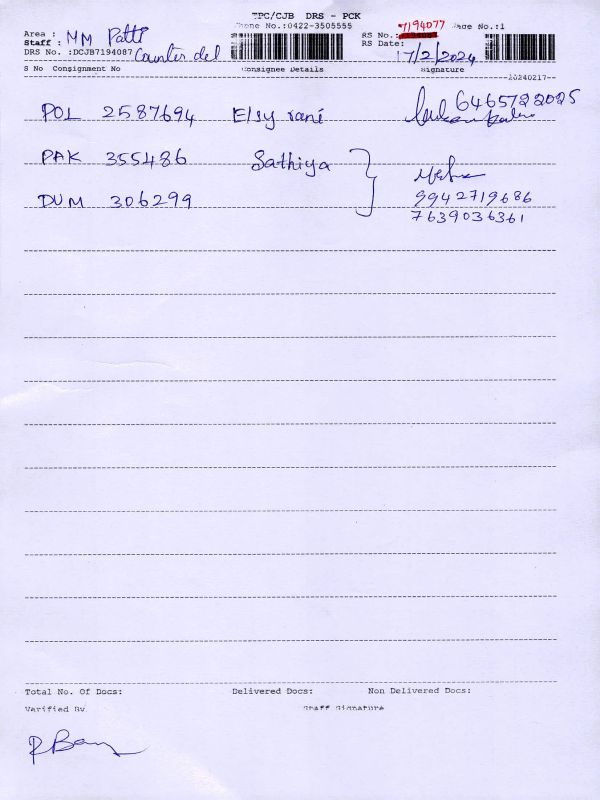 TPC/CJB DRS - PCK
Phone No.:0422-3505555
Area : MM Patti
Staff : Counter del
DRS No. :DCJB7194087
RS No.: 7194077
Page No.:1
RS Date: 17/2/2024
S No Consignment No Consignee Details Signature
--20240217--
POL 2587694 Elsy rani 6465722025
PAK 355486 Sathiya
DUM 306299 9942719686
7639036361
Total No. Of Docs: Delivered Docs: Non Delivered Docs:
Verified By Staff Signature